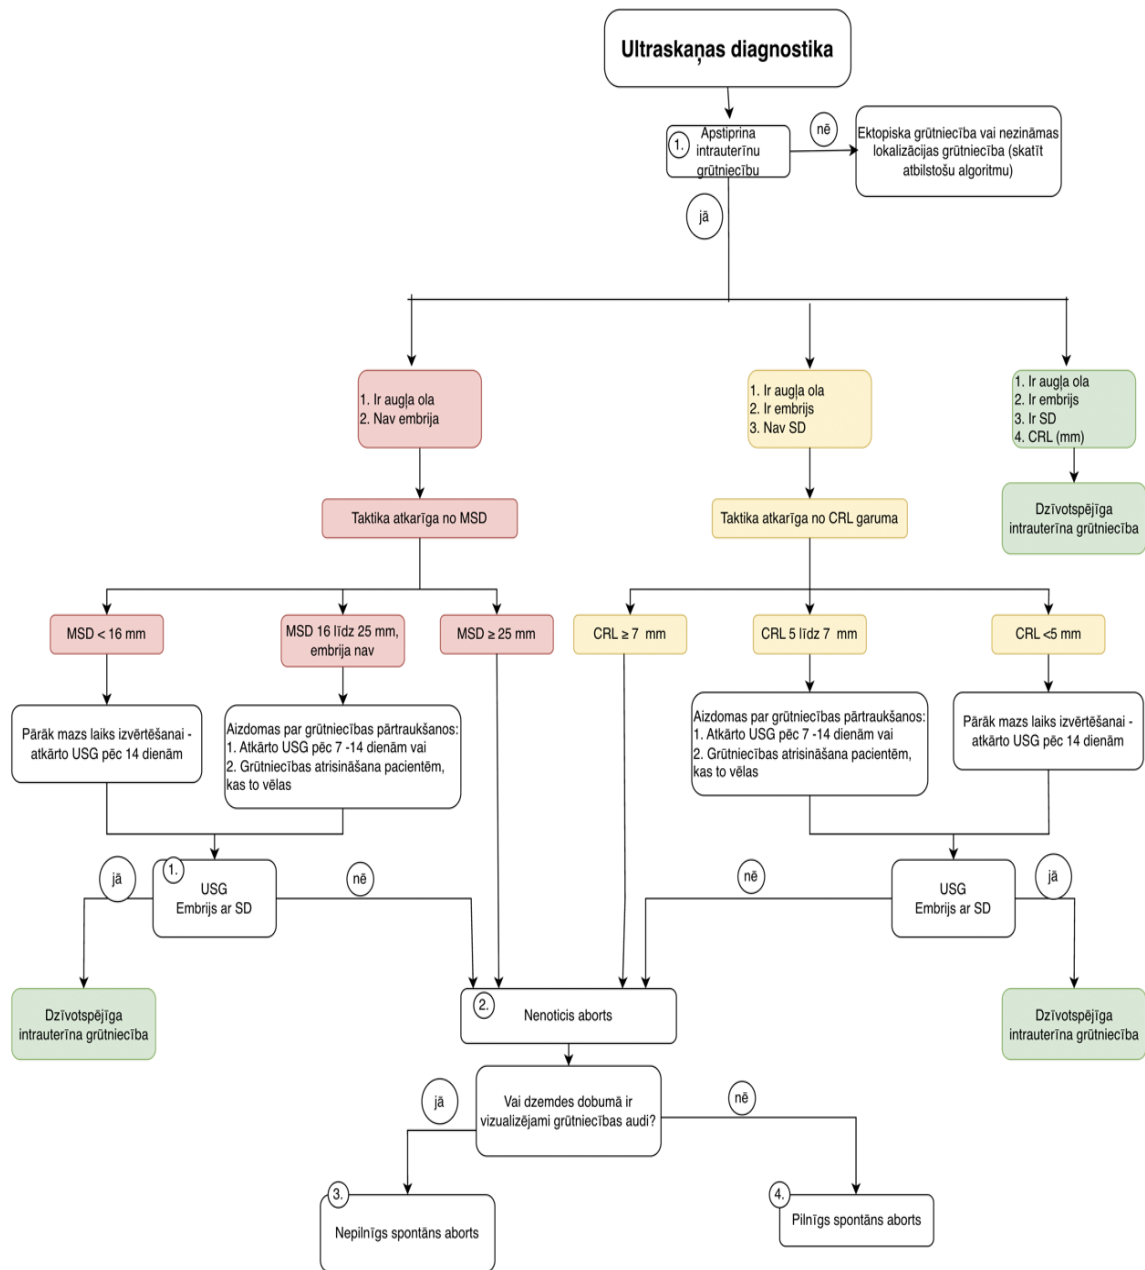 Ultraskaņas diagnostika
1.
Apstiprina
intrauterīnu
grūtniecību
nē
Ektopiska grūtniecība vai nezināmas
lokalizācijas grūtniecība (skatīt
atbilstošu algoritmu)
jā
1. Ir augļa ola
2. Nav embrija
1. Ir augļa ola
2. Ir embrijs
3. Nav SD
1. Ir augļa ola
2. Ir embrijs
3. Ir SD
4. CRL (mm)
Taktika atkarīga no MSD
Taktika atkarīga no CRL garuma
Dzīvotspējīga
intrauterīna grūtniecība
MSD < 16 mm
MSD 16 līdz 25 mm,
embrija nav
MSD ≥ 25 mm
CRL ≥ 7 mm
CRL 5 līdz 7 mm
CRL <5 mm
Pārāk mazs laiks izvērtēšanai -
atkārto USG pēc 14 dienām
Aizdomas par grūtniecības pārtraukšanos:
1. Atkārto USG pēc 7 -14 dienām vai
2. Grūtniecības atrisināšana pacientēm,
kas to vēlas
Aizdomas par grūtniecības pārtraukšanos:
1. Atkārto USG pēc 7 -14 dienām vai
2. Grūtniecības atrisināšana pacientēm,
kas to vēlas
Pārāk mazs laiks izvērtēšanai -
atkārto USG pēc 14 dienām
jā
1.
USG
Embrijs ar SD
nē
nē
USG
Embrijs ar SD
jā
Dzīvotspējīga
intrauterīna grūtniecība
2.
Nenoticis aborts
Dzīvotspējīga
intrauterīna grūtniecība
jā
Vai dzemdes dobumā ir
vizualizējami grūtniecības audi?
nē
3.
Nepilnīgs spontāns aborts
4.
Pilnīgs spontāns aborts